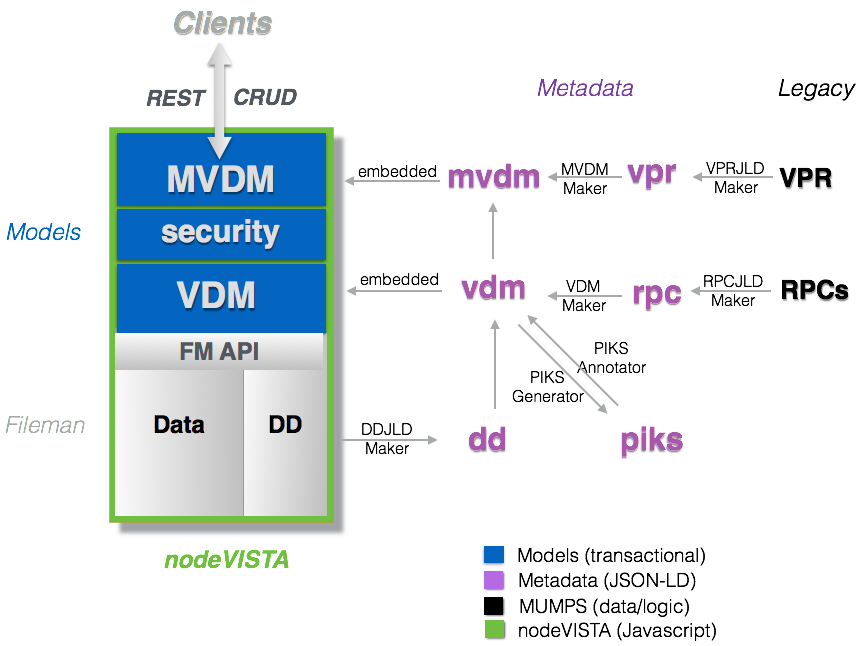 Clients
REST CRUD
Metadata
Legacy
MVDM
embedded
mvdm
MVDM
Maker
vpr
VPRJLD
Maker
VPR
Models
security
VDM
embedded
vdm
VDM
Maker
rpc
RPCJLD
Maker
RPCs
FM API
PIKS
Annotator
PIKS
Generator
Fileman
Data
DD
DDJLD
Maker
dd
piks
nodeVISTA
Models (transactional)
Metadata (JSON-LD)
MUMPS (data/logic)
nodeVISTA (Javascript)